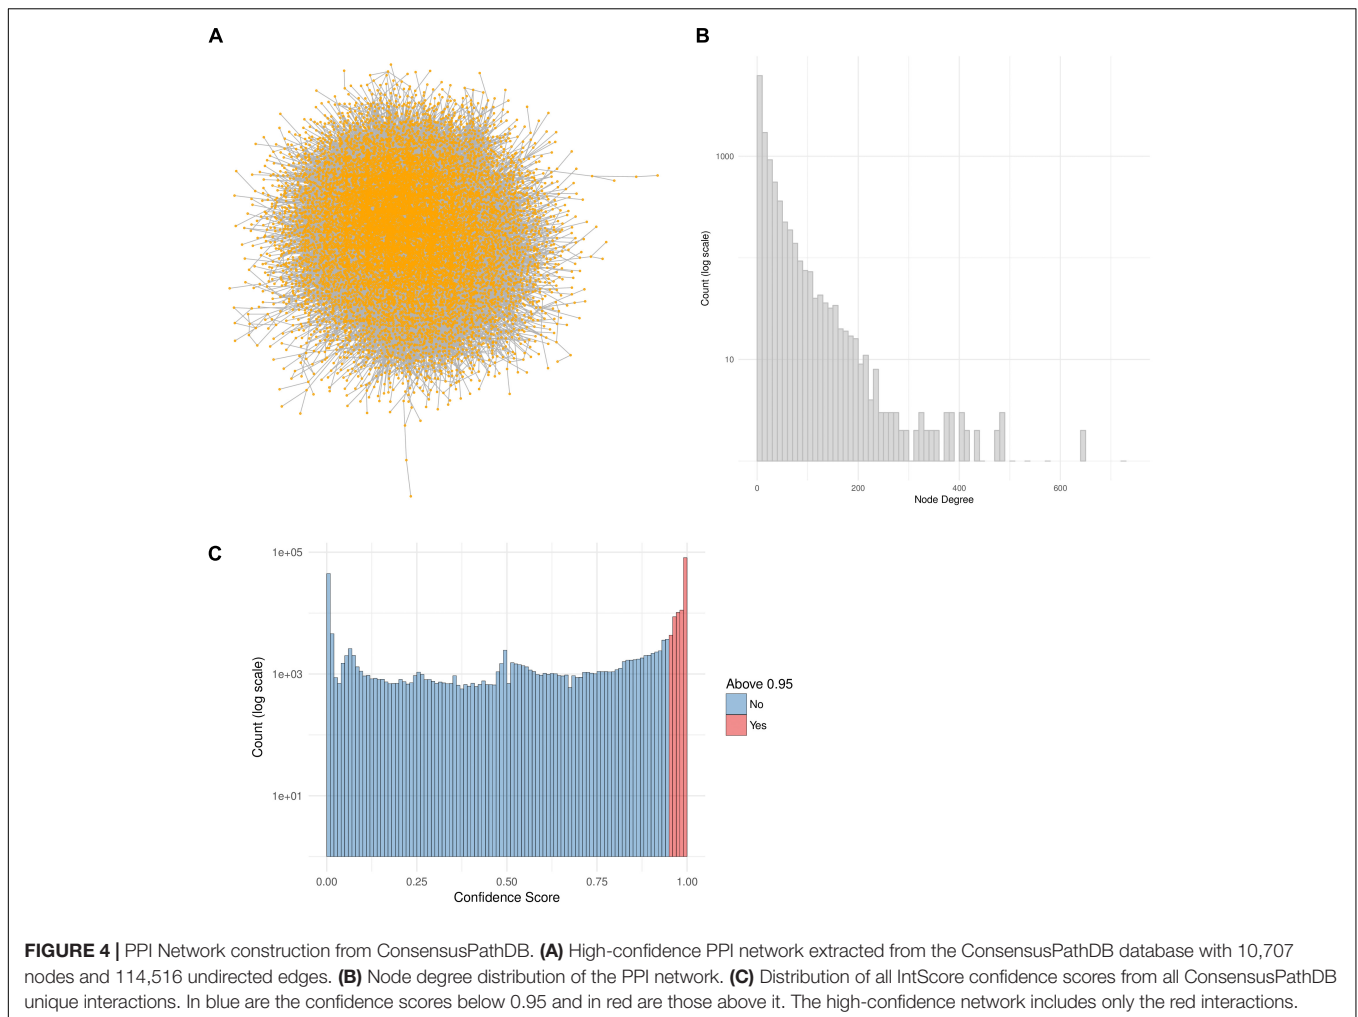 A
B
1000
10
Count (log scale)
0
200
400
600
Node Degree
C
1e+05
1e+03
1e+01
Count (log scale)
0.00
0.25
0.50
0.75
1.00
Confidence Score
Above 0.95
No
Yes
FIGURE 4 | PPI Network construction from ConsensusPathDB. (A) High-confidence PPI network extracted from the ConsensusPathDB database with 10,707
nodes and 114,516 undirected edges. (B) Node degree distribution of the PPI network. (C) Distribution of all IntScore confidence scores from all ConsensusPathDB
unique interactions. In blue are the confidence scores below 0.95 and in red are those above it. The high-confidence network includes only the red interactions.